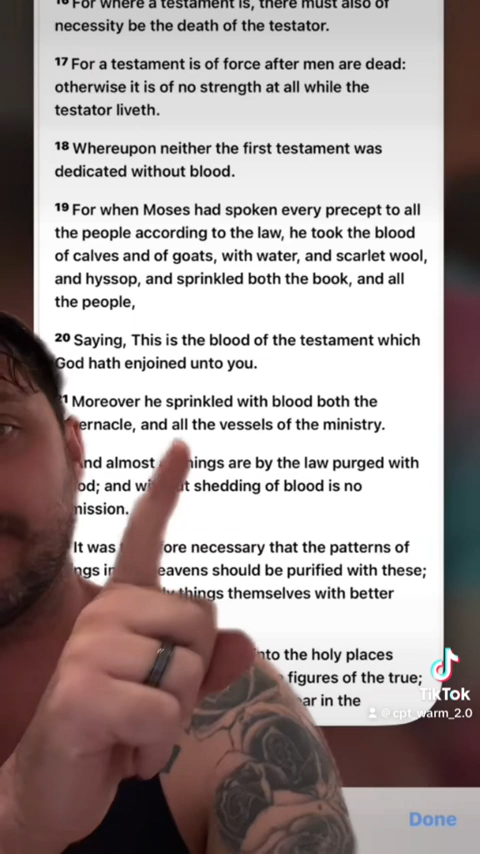 16 For where a testament is, there must also of
necessity be the death of the testator.
17 For a testament is of force after men are dead:
otherwise it is of no strength at all while the
testator liveth.
18 Whereupon neither the first testament was
dedicated without blood.
19 For when Moses had spoken every precept to all
the people according to the law, he took the blood
of calves and of goats, with water, and scarlet wool,
and hyssop, and sprinkled both the book, and all
the people,
20 Saying, This is the blood of the testament which
God hath enjoined unto you.
Moreover he sprinkled with blood both the
ernacle, and all the vessels of the ministry.
nd almost ings are by the law purged with
od; and wi t shedding of blood is no
mission.
It was ore necessary that the patterns of
ngs in eavens should be purified with these;
things themselves with better
nto the holy places
figures of the true;
ar in the
TikTok
@cpt_warm_2.0
Done